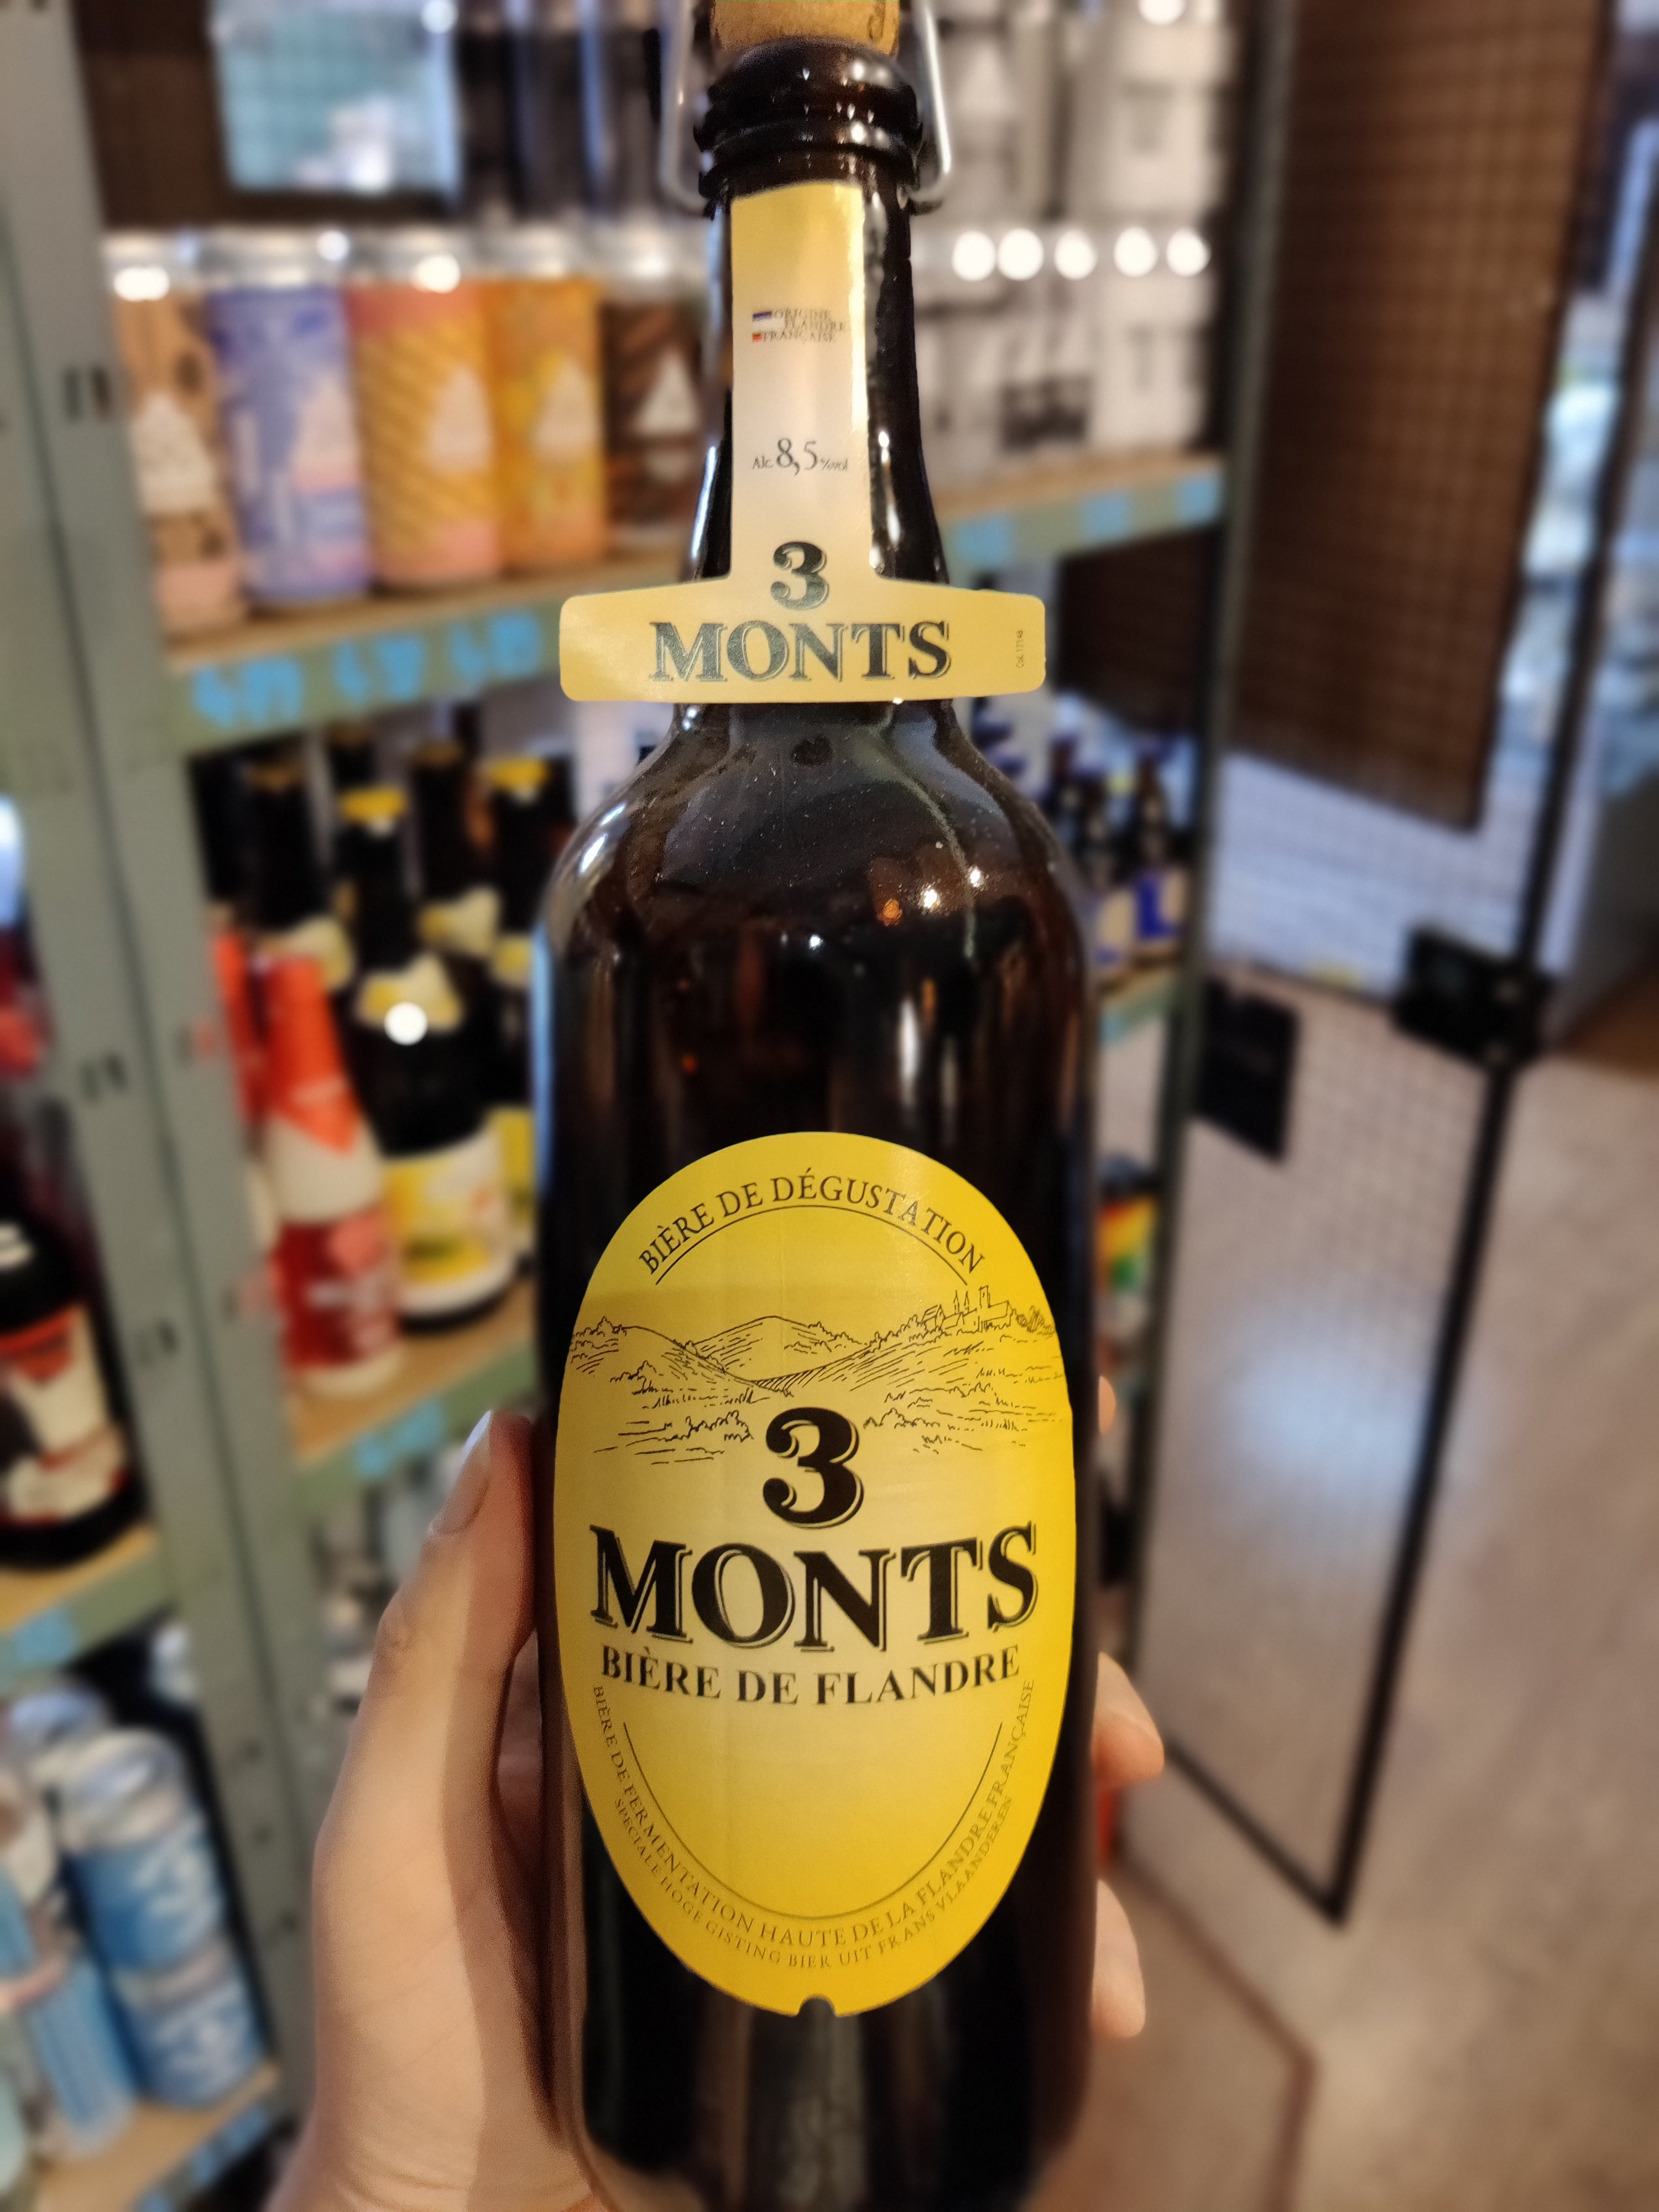 ORIGINE
FLANDRE
FRANÇAISE
Alc. 8,5 %vol
3
MONTS
BIÈRE DE DÉGUSTATION
3
MONTS
BIÈRE DE FLANDRE
BIÈRE DE FERMENTATION HAUTE DE LA FLANDRE FRANÇAISE
SPECIALE HOGE GISTING BIER UIT FRANS VLAANDEREN